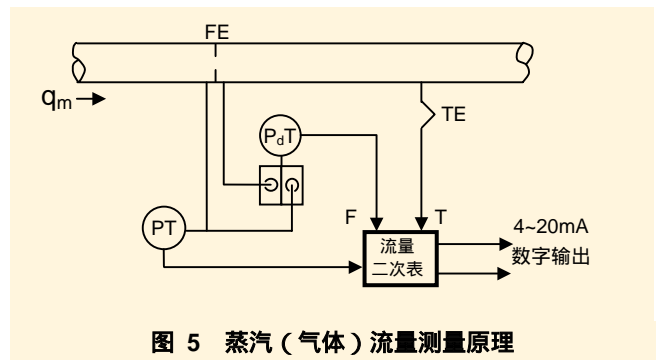 FE
qm
TE
PdT
F
T
PT
4~20mA
流量
二次表
数字输出
图 5 蒸汽（气体）流量测量原理